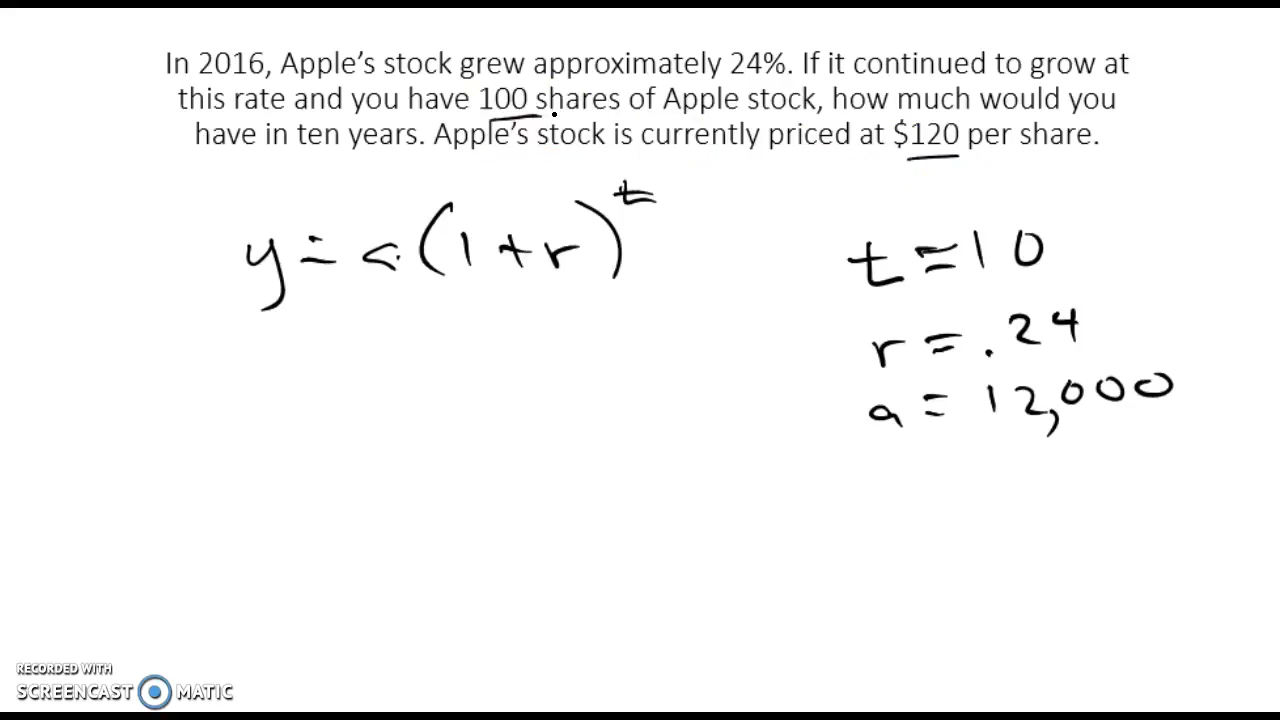 In 2016, Apple's stock grew approximately 24%. If it continued to grow at
this rate and you have 100 shares of Apple stock, how much would you
have in ten years. Apple's stock is currently priced at $120 per share.
y = a(1+r)^t
t = 10
r = .24
a = 12,000
RECORDED WITH
SCREENCAST MATIC